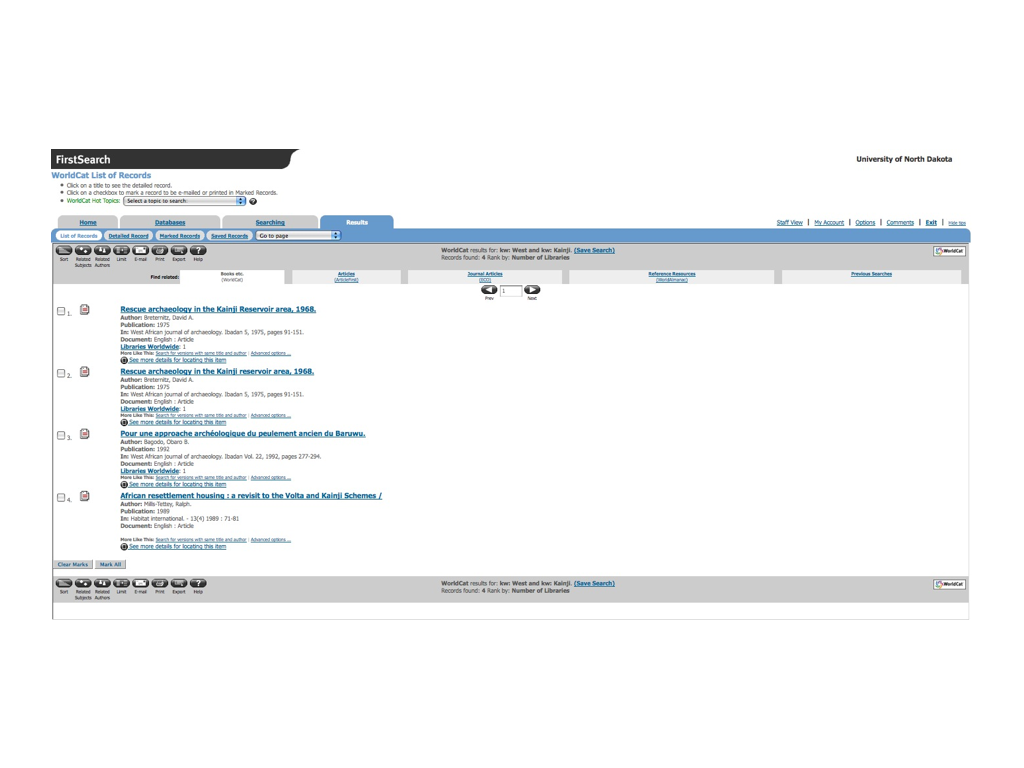 FirstSearch
University of North Dakota
WorldCat List of Records
• Click on a title to see the detailed record.
• Click on a checkbox to mark a record to be e-mailed or printed in Marked Records.
• WorldCat Hot Topics: Select a topic to search:
Home Databases Searching Results
Staff View | My Account | Options | Comments | Exit | Hide tips
List of Records Detailed Record Marked Records Saved Records Go to page
WorldCat results for: kw: West and kw: Kainji. (Save Search)
Records found: 4 Rank by: Number of Libraries
WorldCat
Sort Related Subjects Related Authors Limit E-mail Print Export Help
Find related: Books etc. (WorldCat) Articles (ArticleFirst) Journal Articles (ECO) Reference Resources (WorldAlmanac) Previous Searches
Prev 1 Next
1. Rescue archaeology in the Kainji Reservoir area, 1968.
Author: Breternitz, David A.
Publication: 1975
In: West African journal of archaeology. Ibadan 5, 1975, pages 91-151.
Document: English : Article
Libraries Worldwide: 1
More Like This: Search for versions with same title and author | Advanced options ...
See more details for locating this item
2. Rescue archaeology in the Kainji reservoir area, 1968.
Author: Breternitz, David A.
Publication: 1975
In: West African journal of archaeology. Ibadan 5, 1975, pages 91-151.
Document: English : Article
Libraries Worldwide: 1
More Like This: Search for versions with same title and author | Advanced options ...
See more details for locating this item
3. Pour une approche archéologique du peulement ancien du Baruwu.
Author: Bagodo, Obaro B.
Publication: 1992
In: West African journal of archaeology. Ibadan Vol. 22, 1992, pages 277-294.
Document: English : Article
Libraries Worldwide: 1
More Like This: Search for versions with same title and author | Advanced options ...
See more details for locating this item
4. African resettlement housing : a revisit to the Volta and Kainji Schemes /
Author: Mills-Tettey, Ralph.
Publication: 1989
In: Habitat international. - 13(4) 1989 : 71-81
Document: English : Article
More Like This: Search for versions with same title and author | Advanced options ...
See more details for locating this item
Clear Marks Mark All
WorldCat results for: kw: West and kw: Kainji. (Save Search)
Records found: 4 Rank by: Number of Libraries
WorldCat
Sort Related Subjects Related Authors Limit E-mail Print Export Help